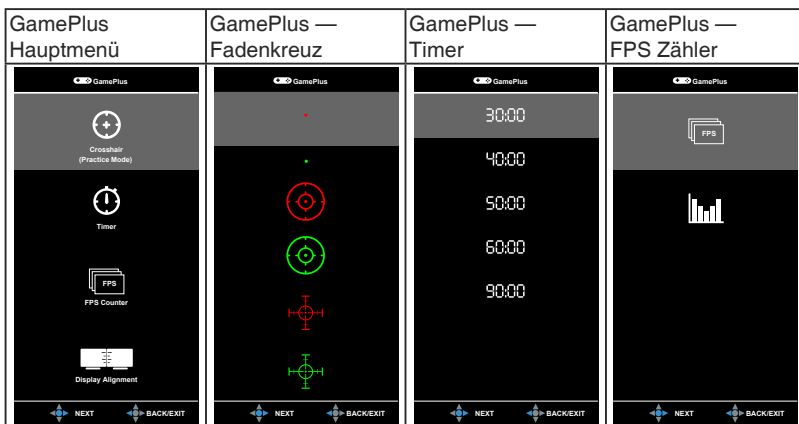 GamePlus
Hauptmenü
GamePlus —
Fadenkreuz
GamePlus —
Timer
GamePlus —
FPS Zähler
GamePlus
Crosshair
(Practice Mode)
Timer
FPS
FPS Counter
Display Alignment
NEXT BACK/EXIT
GamePlus
NEXT BACK/EXIT
GamePlus
30:00
40:00
50:00
60:00
90:00
NEXT BACK/EXIT
GamePlus
FPS
NEXT BACK/EXIT